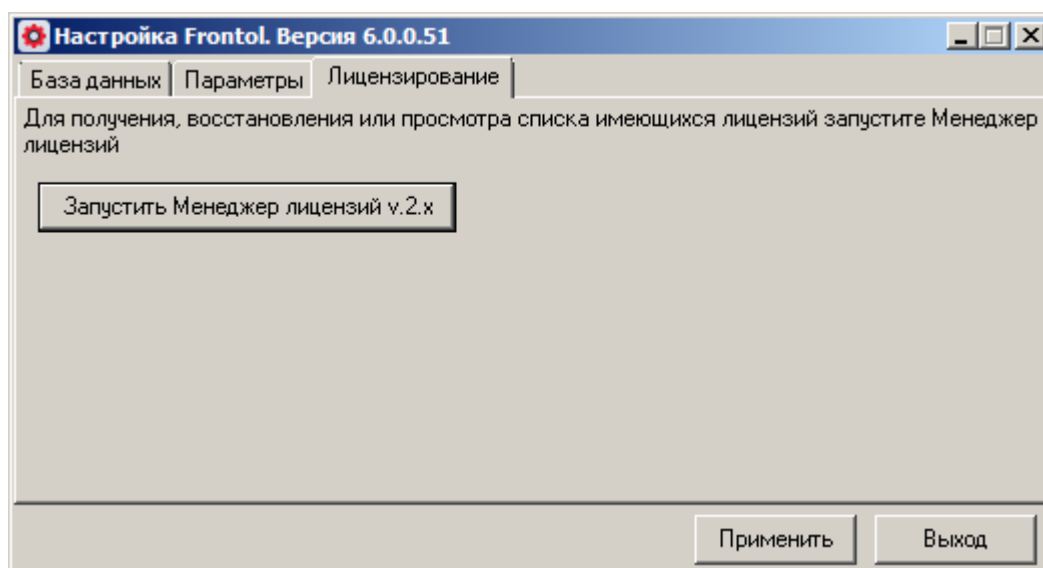 Настройка Frontol. Версия 6.0.0.51
База данных Параметры Лицензирование
Для получения, восстановления или просмотра списка имеющихся лицензий запустите Менеджер
лицензий
Запустить Менеджер лицензий v.2.x
Применить Выход